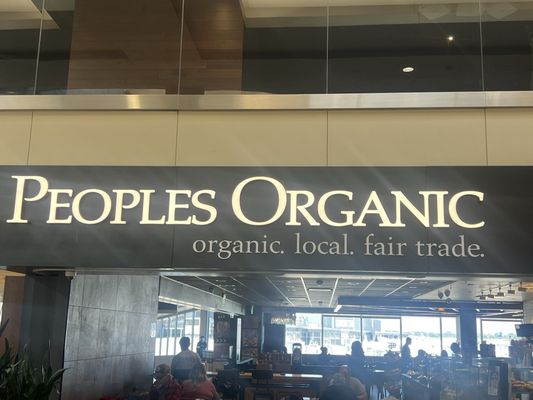 PEOPLES ORGANIC
organic. local. fair trade.